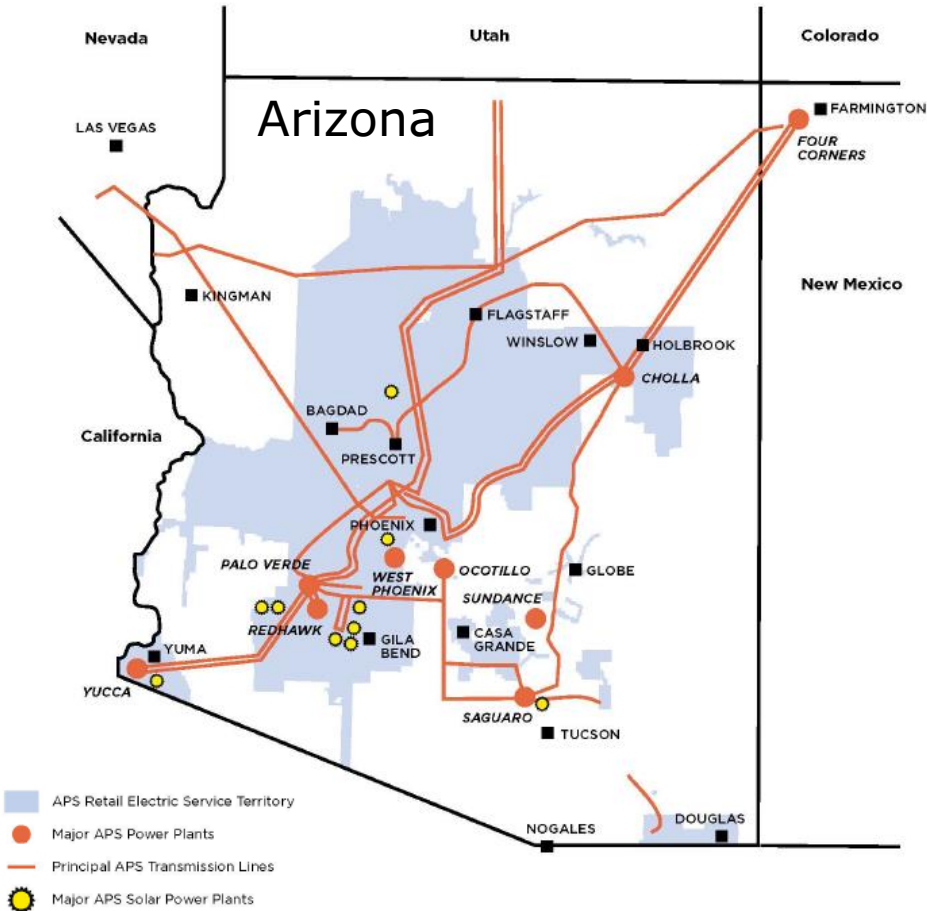 Nevada
Utah
Colorado
Arizona
LAS VEGAS
FARMINGTON
FOUR
CORNERS
KINGMAN
New Mexico
FLAGSTAFF
WINSLOW
HOLBROOK
CHOLLA
BAGDAD
California
PRESCOTT
PHOENIX
PALO VERDE
WEST
PHOENIX
OCOTILLO
GLOBE
SUNDANCE
REDHAWK
GILA
BEND
CASA
GRANDE
YUMA
YUCCA
SAGUARO
TUCSON
NOGALES
DOUGLAS
APS Retail Electric Service Territory
Major APS Power Plants
Principal APS Transmission Lines
Major APS Solar Power Plants